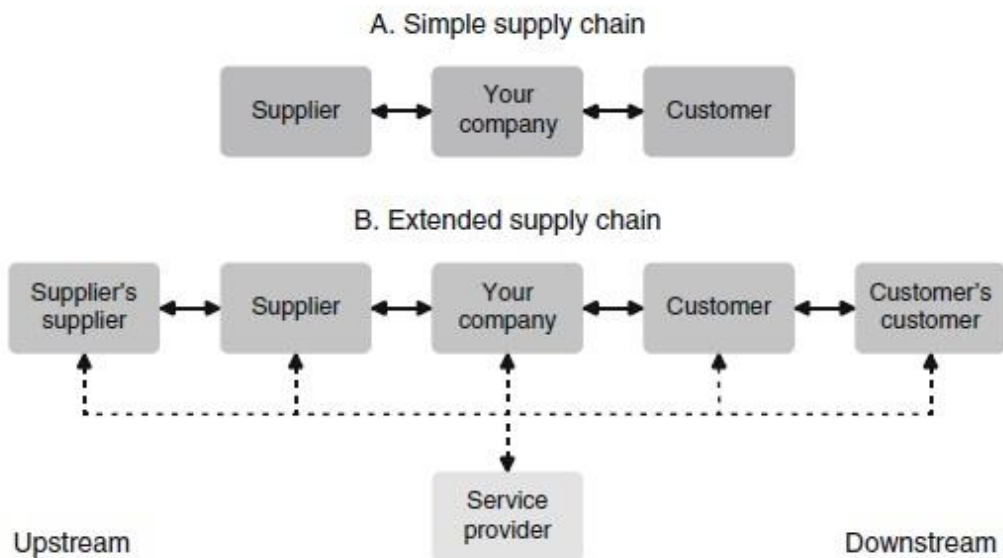 A. Simple supply chain
Supplier
Your
company
Customer
B. Extended supply chain
Supplier's
supplier
Supplier
Your
company
Customer
Customer's
customer
Service
provider
Upstream
Downstream